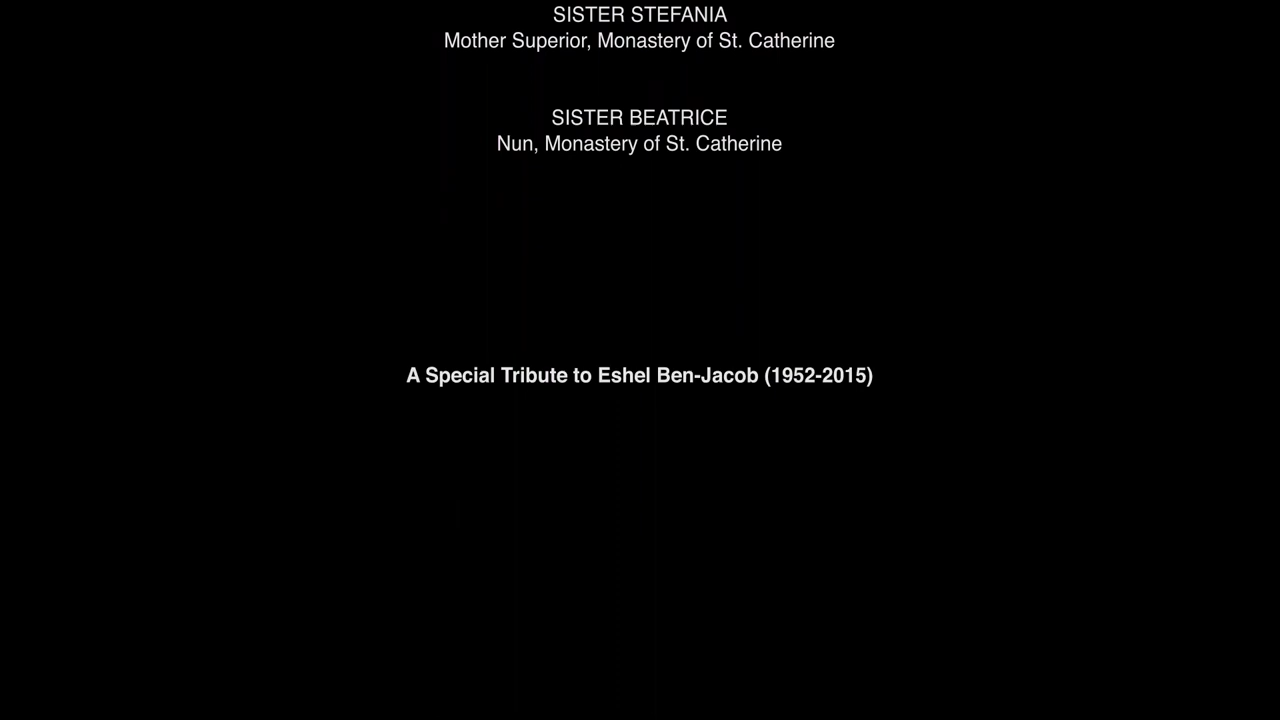 SISTER STEFANIA
Mother Superior, Monastery of St. Catherine
SISTER BEATRICE
Nun, Monastery of St. Catherine
A Special Tribute to Eshel Ben-Jacob (1952-2015)